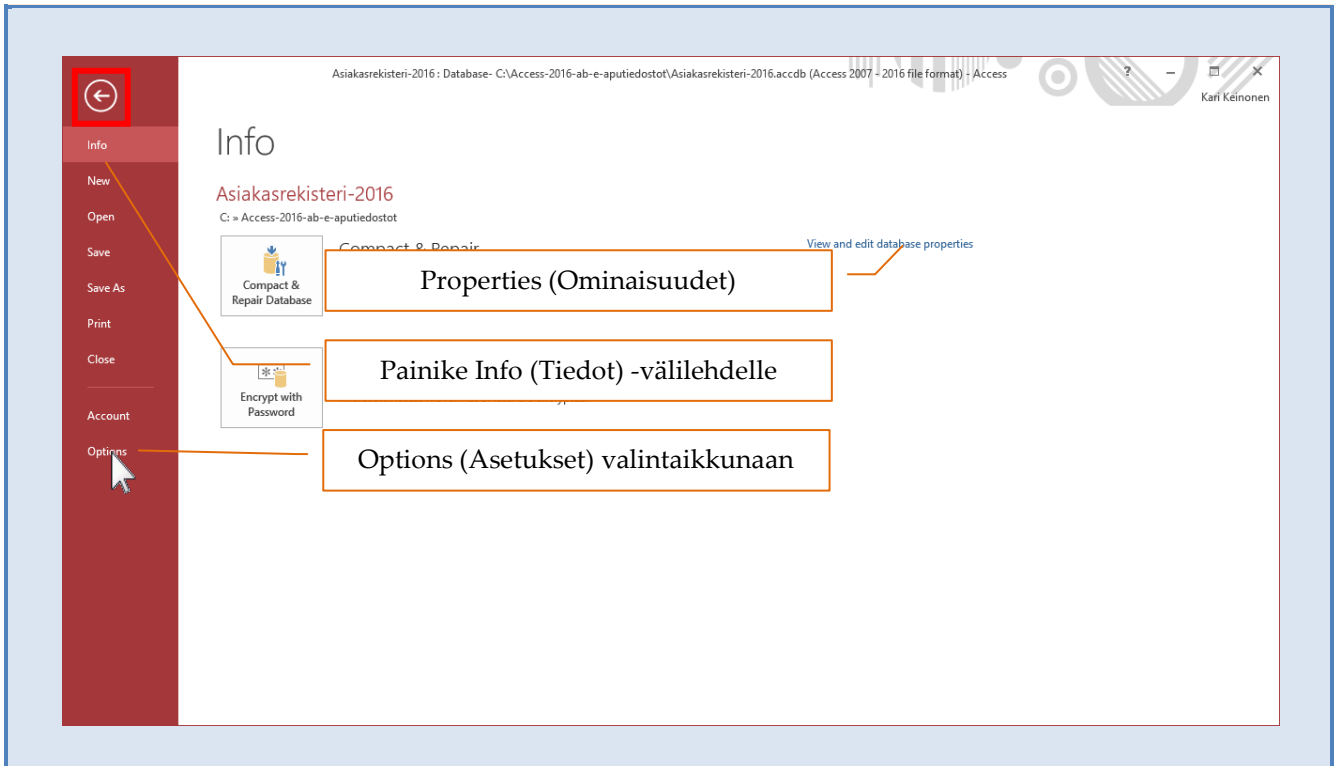 Asiakasrekisteri-2016 : Database- C:\Access-2016-ab-e-aputiedostot\Asiakasrekisteri-2016.accdb (Access 2007 - 2016 file format) - Access
?
Kari Keinonen
Info
New
Open
Save
Save As
Print
Close
Account
Options
Info
Asiakasrekisteri-2016
C: » Access-2016-ab-e-aputiedostot
Compact &
Repair Database
Compact & Repair
View and edit database properties
Properties (Ominaisuudet)
Encrypt with
Password
Painike Info (Tiedot) -välilehdelle
Options (Asetukset) valintaikkunaan